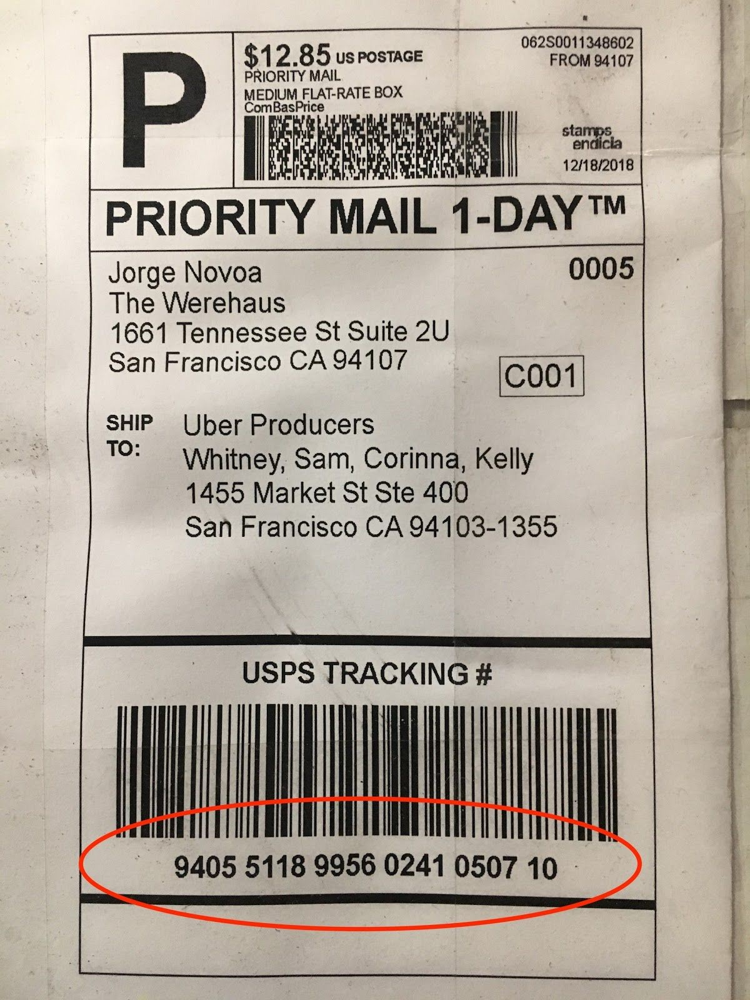 P
$12.85 US POSTAGE
PRIORITY MAIL
MEDIUM FLAT-RATE BOX
ComBasPrice
062S0011348602
FROM 94107
stamps
endicia
12/18/2018
PRIORITY MAIL 1-DAY™
Jorge Novoa
The Werehaus
1661 Tennessee St Suite 2U
San Francisco CA 94107
0005
C001
SHIP
TO:
Uber Producers
Whitney, Sam, Corinna, Kelly
1455 Market St Ste 400
San Francisco CA 94103-1355
USPS TRACKING #
9405 5118 9956 0241 0507 10